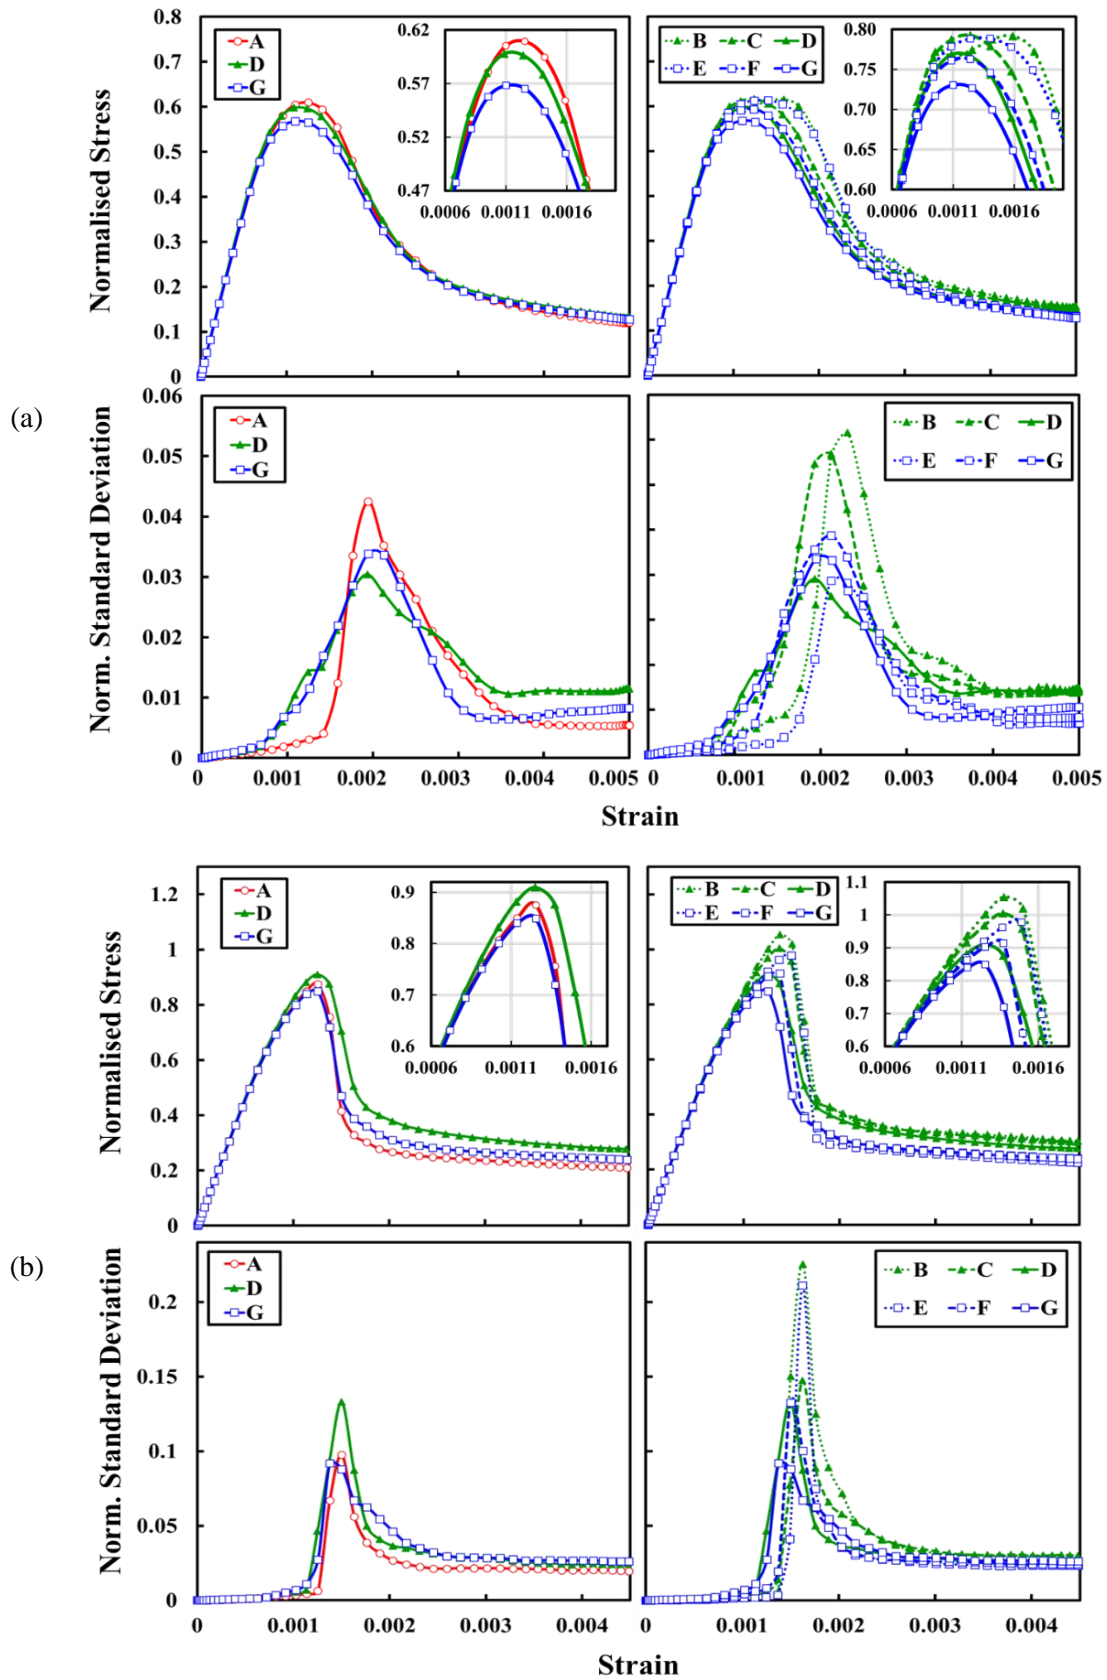 0.8
0.7
0.6
0.5
0.4
0.3
0.2
0.1
0
Normalised Stress
A
D
G
0.62
0.57
0.52
0.47
0.0006 0.0011 0.0016
B C D
E F G
0.80
0.75
0.70
0.65
0.60
0.0006 0.0011 0.0016
(a)
0.06
0.05
0.04
0.03
0.02
0.01
0
Norm. Standard Deviation
A
D
G
0 0.001 0.002 0.003 0.004 0.005
B C D
E F G
0 0.001 0.002 0.003 0.004 0.005
Strain
1.2
1
0.8
0.6
0.4
0.2
0
Normalised Stress
A
D
G
0.9
0.8
0.7
0.6
0.0006 0.0011 0.0016
B C D
E F G
1.1
1
0.9
0.8
0.7
0.6
0.0006 0.0011 0.0016
(b)
0.2
0.15
0.1
0.05
0
Norm. Standard Deviation
A
D
G
0 0.001 0.002 0.003 0.004
B C D
E F G
0 0.001 0.002 0.003 0.004
Strain